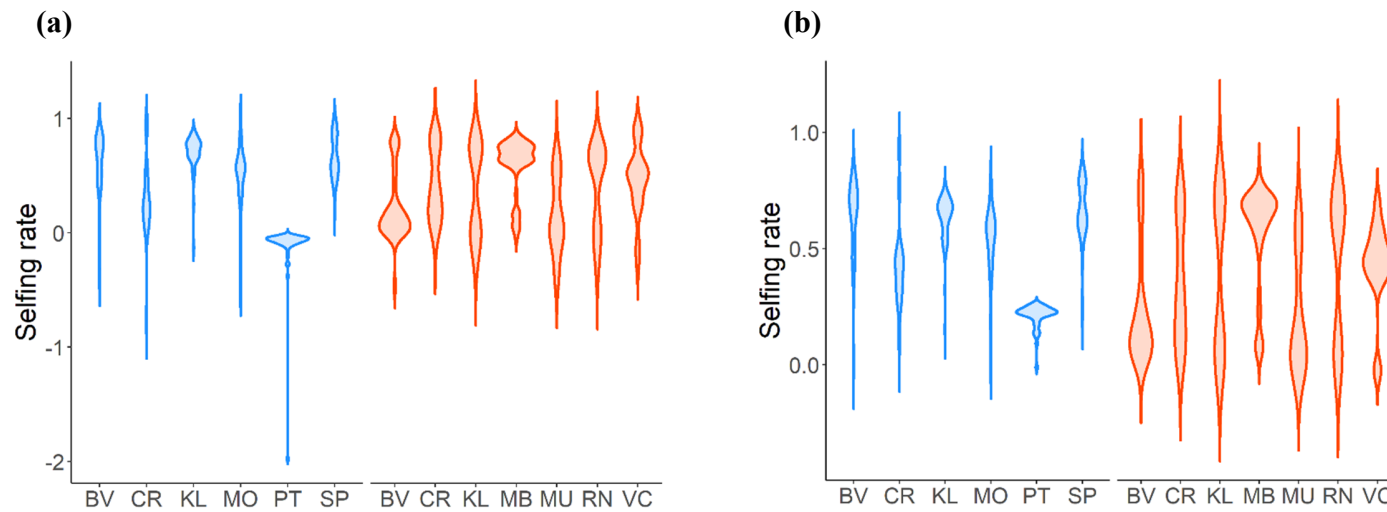 (a)
Selfing rate
1
0
-1
-2
BV CR KL MO PT SP BV CR KL MB MU RN VC
(b)
Selfing rate
1.0
0.5
0.0
BV CR KL MO PT SP BV CR KL MB MU RN VC